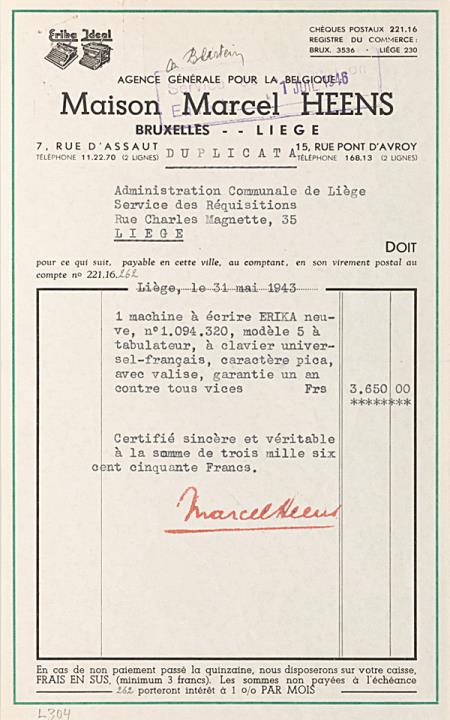 Erika Ideal
CHÈQUES POSTAUX 221.16
REGISTRE DU COMMERCE:
BRUX. 3536 - LIÉGE 230
AGENCE GÉNÉRALE POUR LA BELGIQUE
1 JUIL 1946
Maison Marcel HEENS
BRUXELLES - - LIEGE
7, RUE D'ASSAUT
TÉLÉPHONE 11.22.70 (2 LIGNES)
DUPLICATA
15, RUE PONT D'AVROY
TÉLÉPHONE 168.13 (2 LIGNES)
Administration Communale de Liège
Service des Réquisitions
Rue Charles Magnette, 35
LIEGE
DOIT
pour ce qui suit, payable en cette ville, au comptant, en son virement postal au
compte nº 221.16. 262
Liège, le 31 mai 1943
1 machine à écrire ERIKA neu-
ve, n°1.094.320, modèle 5 à
tabulateur, à clavier univer-
sel-français, caractère pica,
avec valise, garantie un an
contre tous vices Frs 3.650 00
********
Certifié sincère et véritable
à la somme de trois mille six
cent cinquante Francs.
Marcel Heens
En cas de non paiement passé la quinzaine, nous disposerons sur votre caisse,
FRAIS EN SUS, (minimum 3 francs). Les sommes non payées à l'échéance
262 porteront intérêt à 1 o/o PAR MOIS
L304